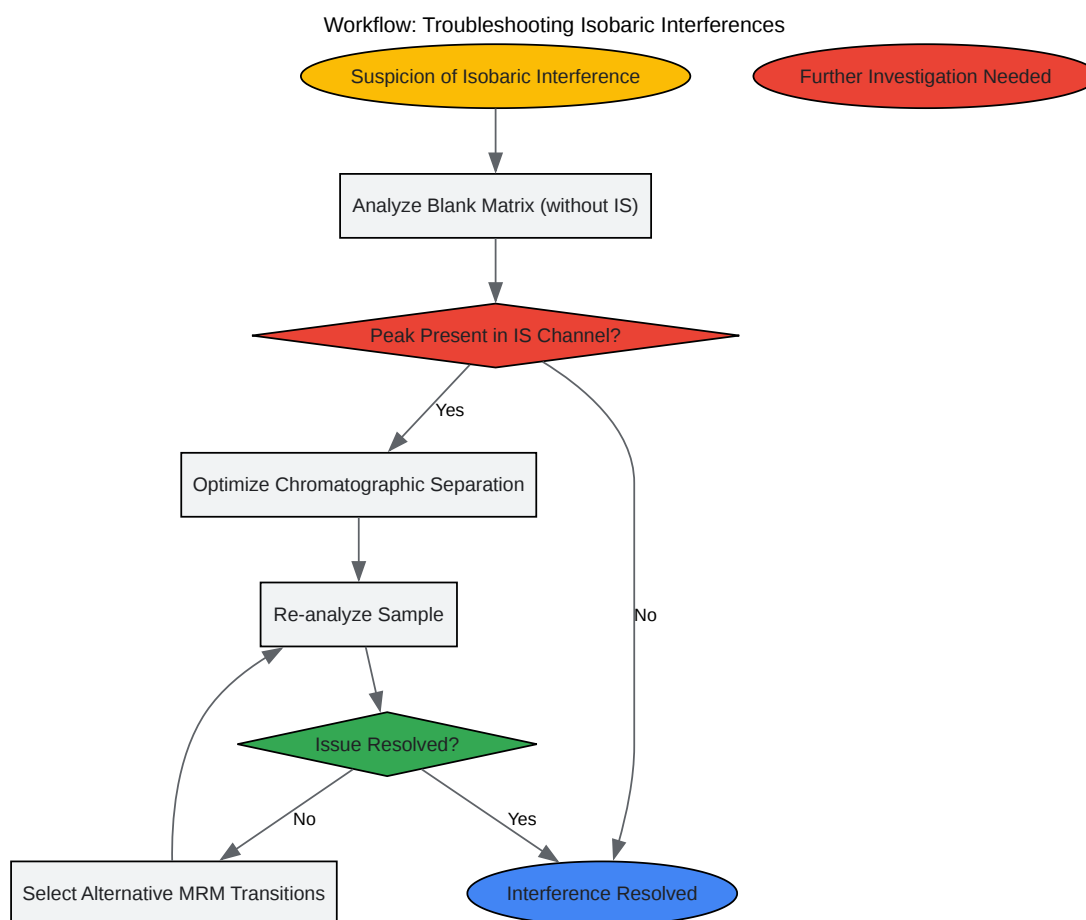 Workflow: Troubleshooting Isobaric Interferences
Suspicion of Isobaric Interference
Further Investigation Needed
Analyze Blank Matrix (without IS)
Peak Present in IS Channel?
Yes
Optimize Chromatographic Separation
Re-analyze Sample
No
Issue Resolved?
No
Yes
Select Alternative MRM Transitions
Interference Resolved